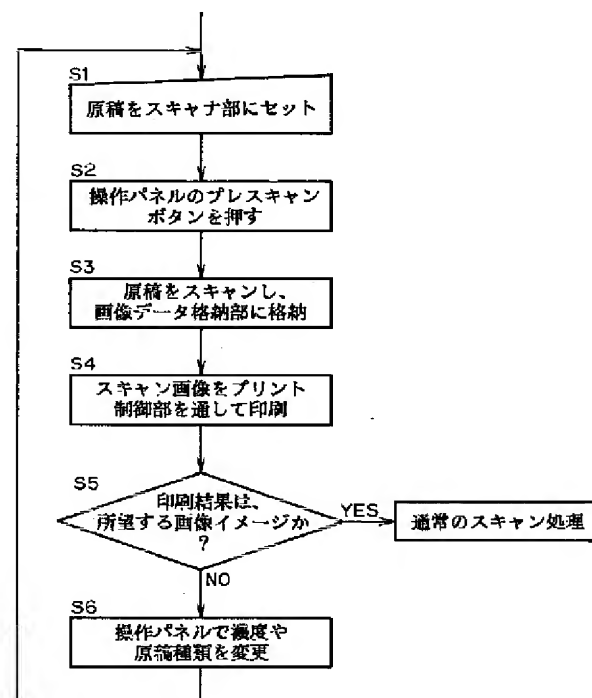 S1
原稿をスキャナ部にセット
S2
操作パネルのプレスキャン
ボタンを押す
S3
原稿をスキャンし、
画像データ格納部に格納
S4
スキャン画像をプリント
制御部を通して印刷
S5
印刷結果は、
所望する画像イメージか
?
YES
通常のスキャン処理
NO
S6
操作パネルで濃度や
原稿種類を変更